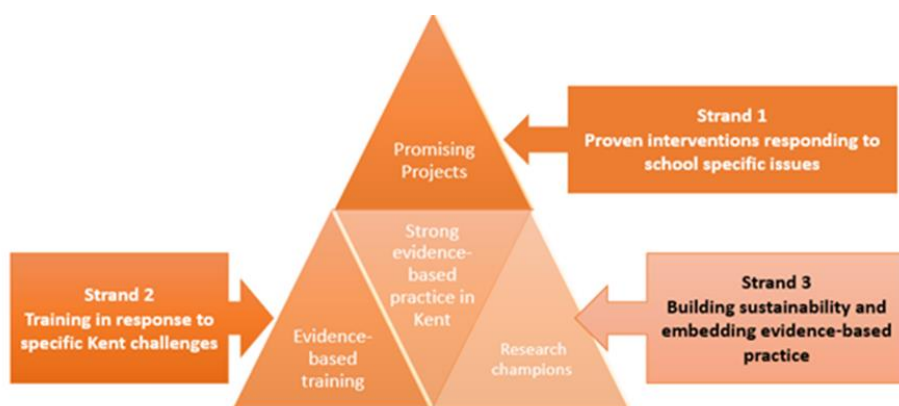 Promising
Projects
Strand 1
Proven interventions responding to
school specific issues
Strong
evidence-
based
practice in
Kent
Strand 2
Training in response to
specific Kent challenges
Evidence-
based
training
Research
champions
Strand 3
Building sustainability and
embedding evidence-based
practice